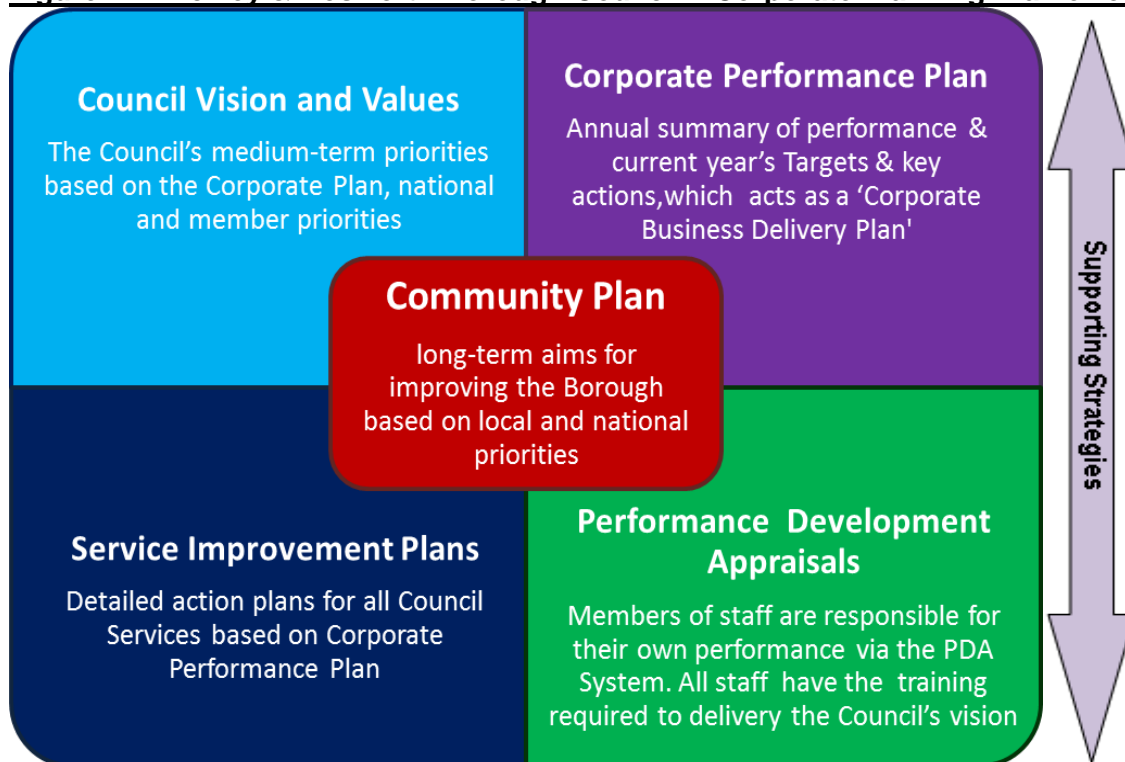 Council Vision and Values
The Council's medium-term priorities
based on the Corporate Plan, national
and member priorities
Corporate Performance Plan
Annual summary of performance &
current year's Targets & key
actions,which acts as a 'Corporate
Business Delivery Plan'
Community Plan
long-term aims for
improving the Borough
based on local and national
priorities
Service Improvement Plans
Detailed action plans for all Council
Services based on Corporate
Performance Plan
Performance Development
Appraisals
Members of staff are responsible for
their own performance via the PDA
System. All staff have the training
required to delivery the Council's vision
Supporting Strategies